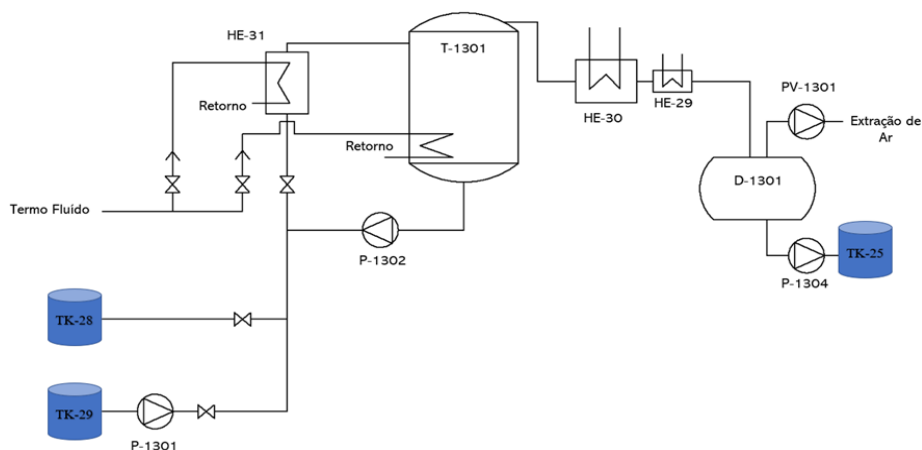 HE-31
T-1301
PV-1301
HE-29
HE-30
Extração de
Ar
Retorno
Retorno
D-1301
Termo Fluído
P-1302
TK-25
P-1304
TK-28
TK-29
P-1301